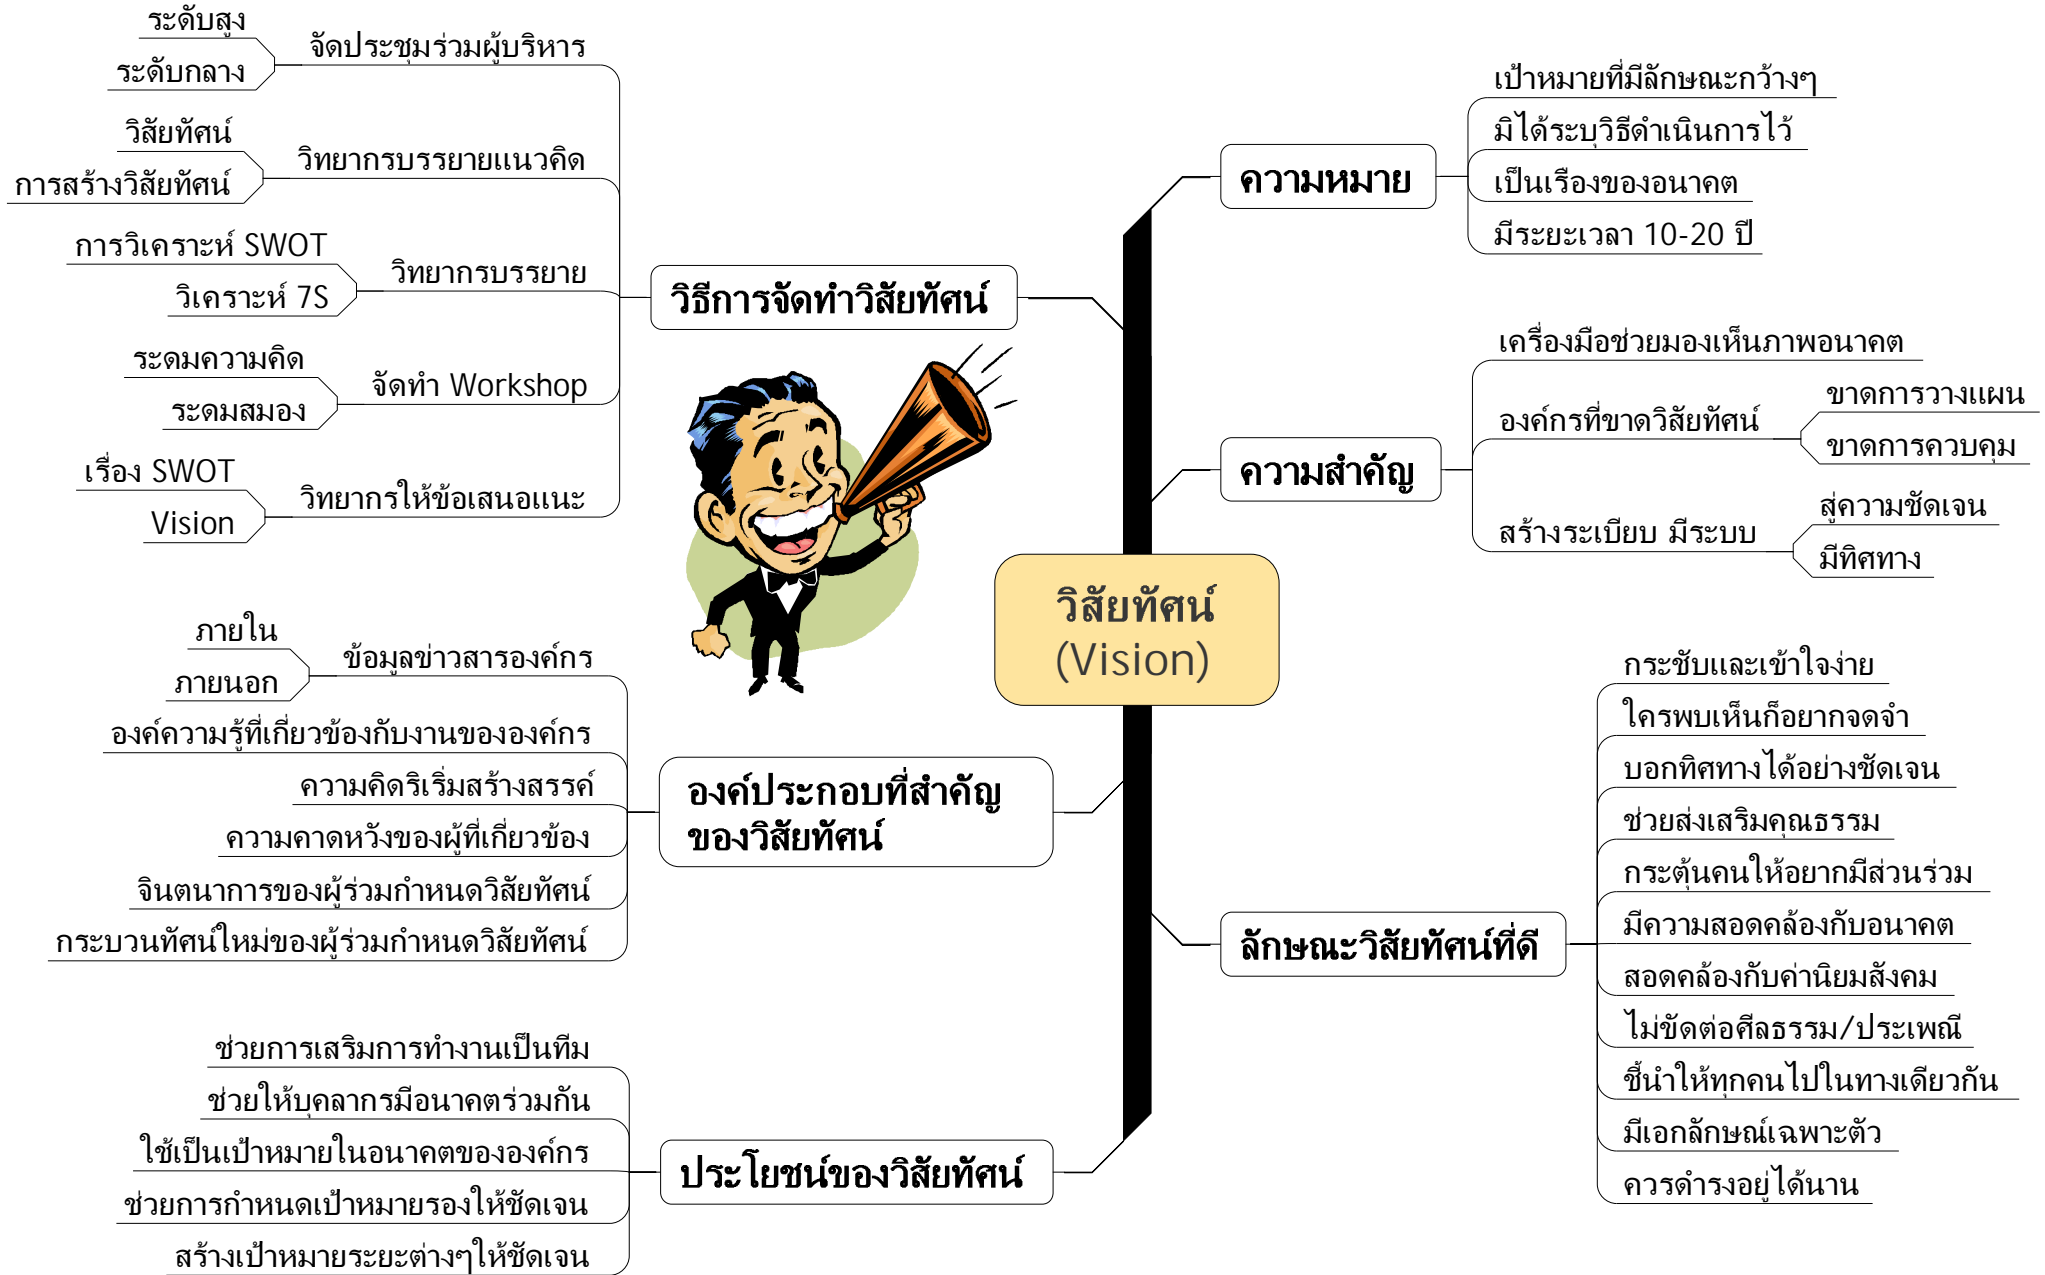 วิสัยทัศน์
(Vision)
ความหมาย
เป้าหมายที่มีลักษณะกว้างๆ
มิได้ระบุวิธีดำเนินการไว้
เป็นเรืองของอนาคต
มีระยะเวลา 10-20 ปี
ความสำคัญ
เครื่องมือช่วยมองเห็นภาพอนาคต
องค์กรที่ขาดวิสัยทัศน์
ขาดการวางแผน
ขาดการควบคุม
สร้างระเบียบ มีระบบ
สู่ความชัดเจน
มีทิศทาง
ลักษณะวิสัยทัศน์ที่ดี
กระชับและเข้าใจง่าย
ใครพบเห็นก็อยากจดจำ
บอกทิศทางได้อย่างชัดเจน
ช่วยส่งเสริมคุณธรรม
กระตุ้นคนให้อยากมีส่วนร่วม
มีความสอดคล้องกับอนาคต
สอดคล้องกับค่านิยมสังคม
ไม่ขัดต่อศีลธรรม/ประเพณี
ชี้นำให้ทุกคนไปในทางเดียวกัน
มีเอกลักษณ์เฉพาะตัว
ควรดำรงอยู่ได้นาน
วิธีการจัดทำวิสัยทัศน์
จัดประชุมร่วมผู้บริหาร
ระดับสูง
ระดับกลาง
วิทยากรบรรยายแนวคิด
วิสัยทัศน์
การสร้างวิสัยทัศน์
วิทยากรบรรยาย
การวิเคราะห์ SWOT
วิเคราะห์ 7S
จัดทำ Workshop
ระดมความคิด
ระดมสมอง
วิทยากรให้ข้อเสนอแนะ
เรื่อง SWOT
Vision
องค์ประกอบที่สำคัญ
ของวิสัยทัศน์
ข้อมูลข่าวสารองค์กร
ภายใน
ภายนอก
องค์ความรู้ที่เกี่ยวข้องกับงานขององค์กร
ความคิดริเริ่มสร้างสรรค์
ความคาดหวังของผู้ที่เกี่ยวข้อง
จินตนาการของผู้ร่วมกำหนดวิสัยทัศน์
กระบวนทัศน์ใหม่ของผู้ร่วมกำหนดวิสัยทัศน์
ประโยชน์ของวิสัยทัศน์
ช่วยการเสริมการทำงานเป็นทีม
ช่วยให้บุคลากรมีอนาคตร่วมกัน
ใช้เป็นเป้าหมายในอนาคตขององค์กร
ช่วยการกำหนดเป้าหมายรองให้ชัดเจน
สร้างเป้าหมายระยะต่างๆให้ชัดเจน